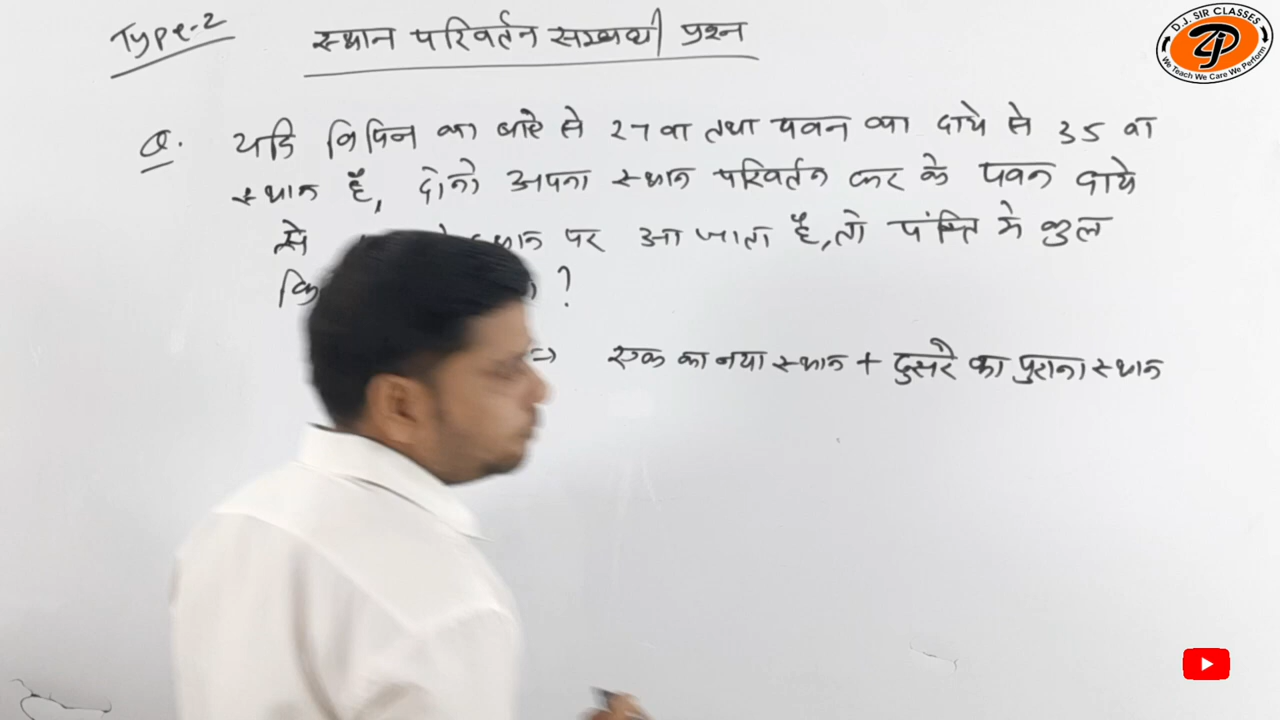 Type-2
स्थान परिवर्तन सम्बन्धी प्रश्न
D.J. SIR CLASSES
We Teach We Care We Perform
Q. यदि विपिन का बाऐ से 27 वा तथा पवन का दाये से 35 वा
स्थान है, दोनो अपना स्थान परिवर्तन कर के पवन दाये
से पर आ जाता है, तो पंक्ति मे कुल
?
⇒ एक का नया स्थान + दुसरे का पुराना स्थान